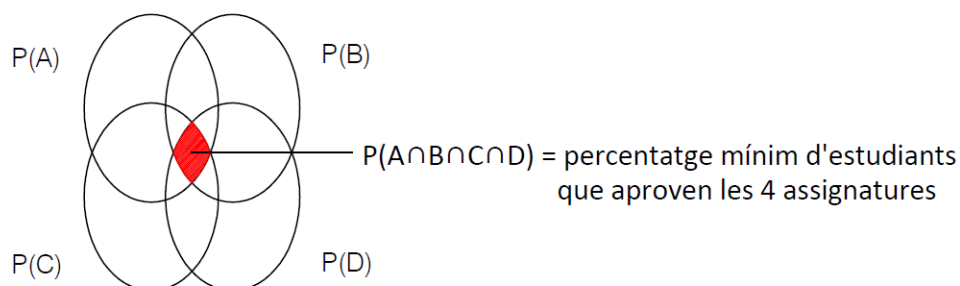 P(A)
P(B)
P(A∩B∩C∩D) = percentatge mínim d'estudiants
que aproven les 4 assignatures
P(C)
P(D)